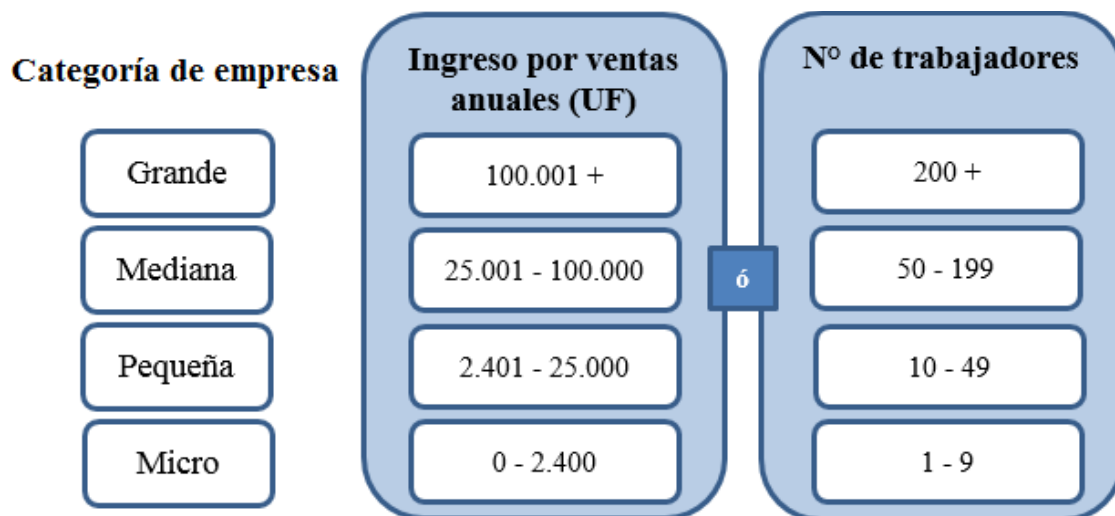 Categoría de empresa
Ingreso por ventas
anuales (UF)
N° de trabajadores
Grande
100.001 +
200 +
Mediana
25.001 - 100.000
ó
50 - 199
Pequeña
2.401 - 25.000
10 - 49
Micro
0 - 2.400
1 - 9